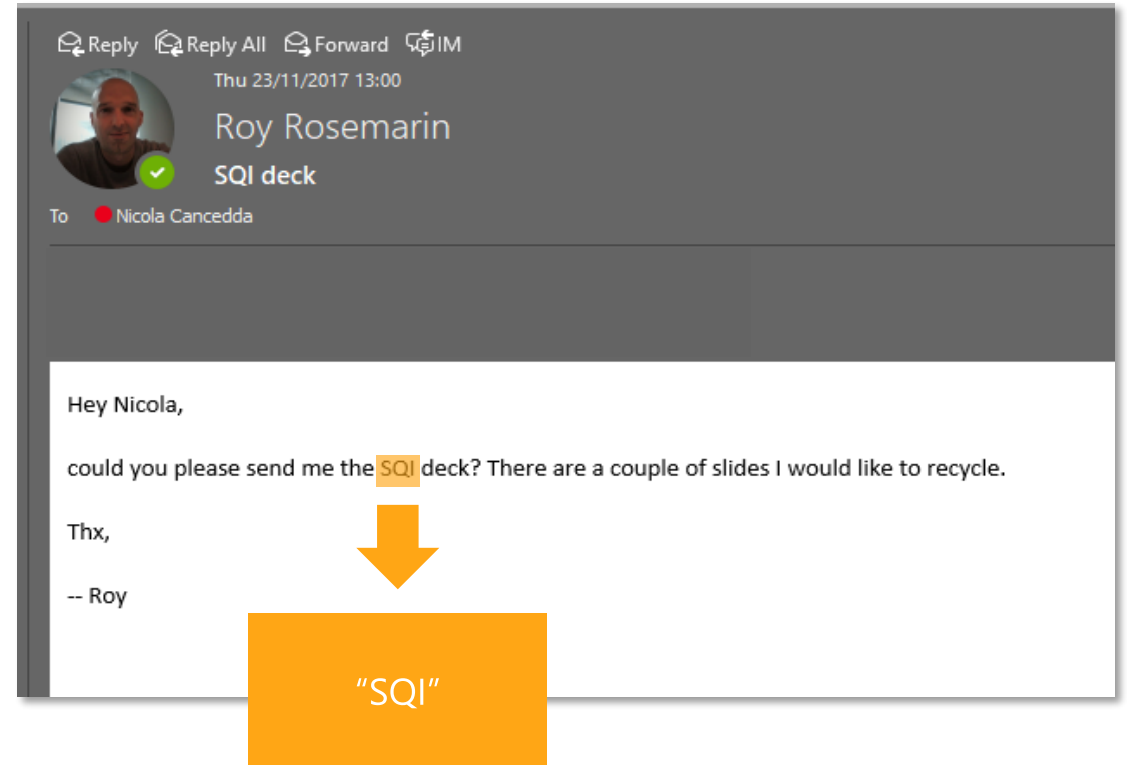 Reply Reply All Forward IM
Thu 23/11/2017 13:00
Roy Rosemarin
SQI deck
To Nicola Cancedda
Hey Nicola,
could you please send me the SQI deck? There are a couple of slides I would like to recycle.
Thx,
-- Roy
“SQI”